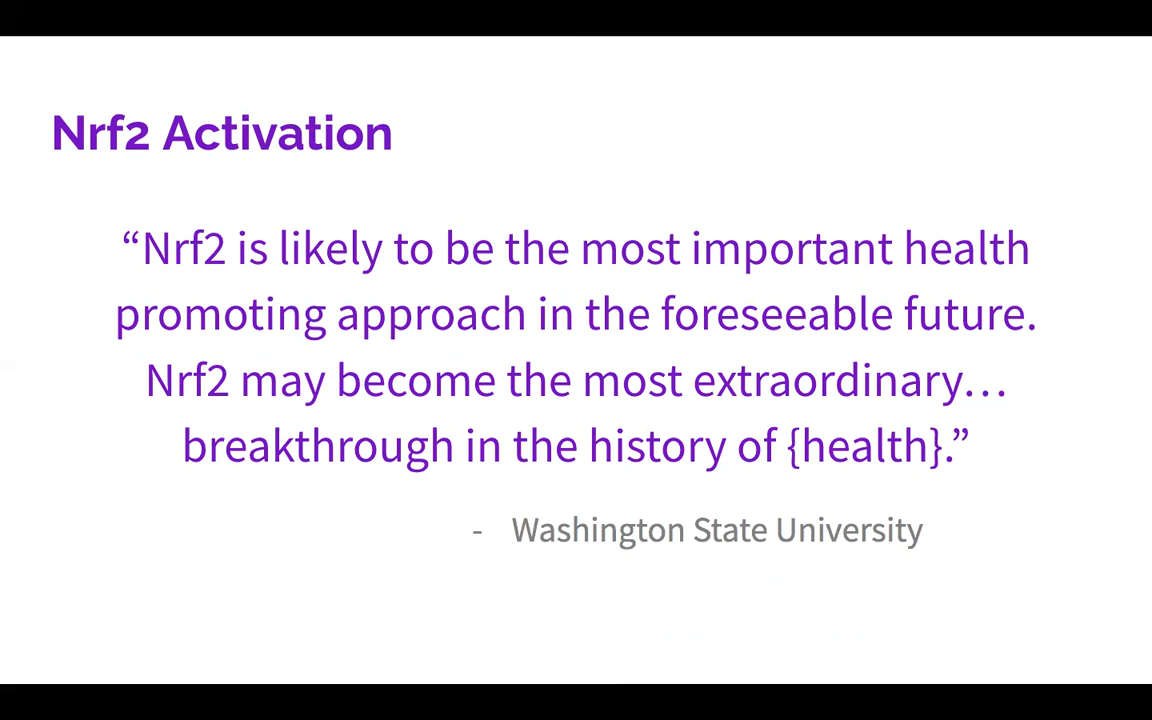 Nrf2 Activation
“Nrf2 is likely to be the most important health
promoting approach in the foreseeable future.
Nrf2 may become the most extraordinary…
breakthrough in the history of {health}.”
- Washington State University